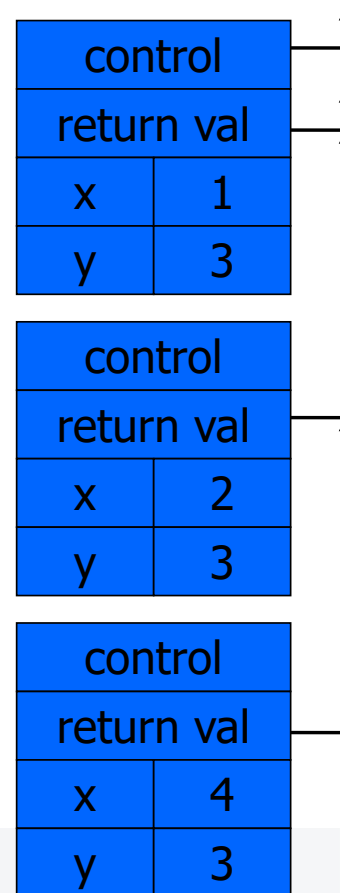 control
return val
x 1
y 3
control
return val
x 2
y 3
control
return val
x 4
y 3